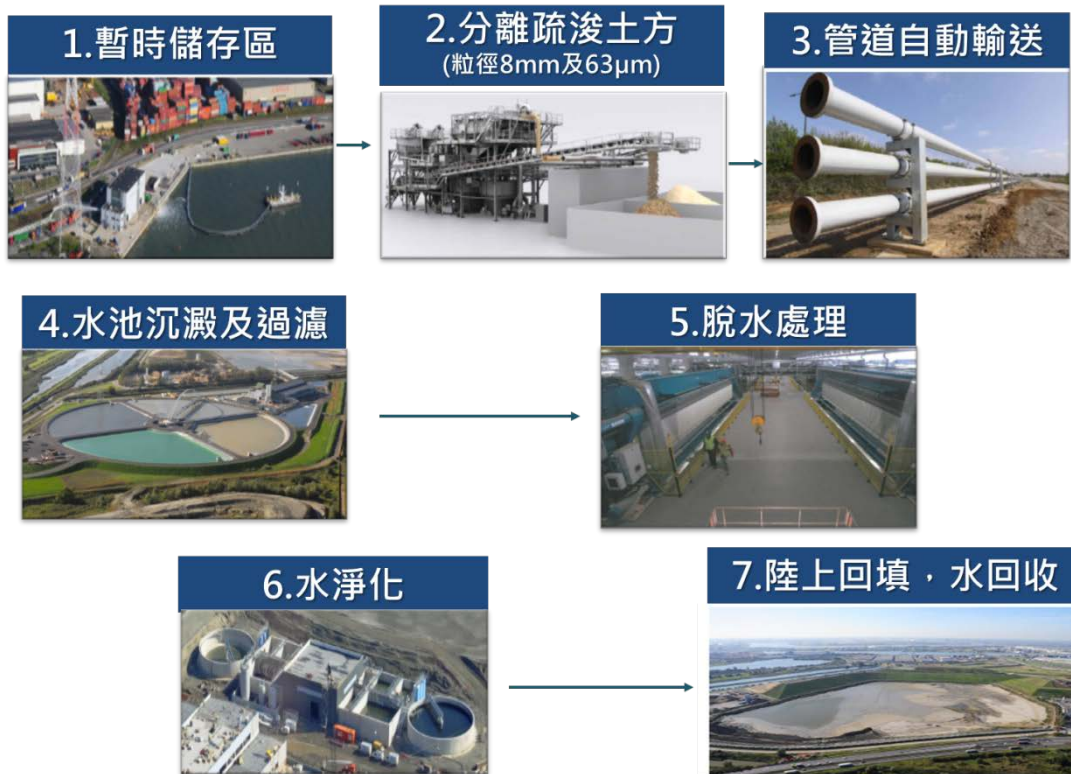 1.暫時儲存區
2.分離疏浚土方
(粒徑8mm及63μm)
3.管道自動輸送
4.水池沉澱及過濾
5.脫水處理
6.水淨化
7.陸上回填，水回收